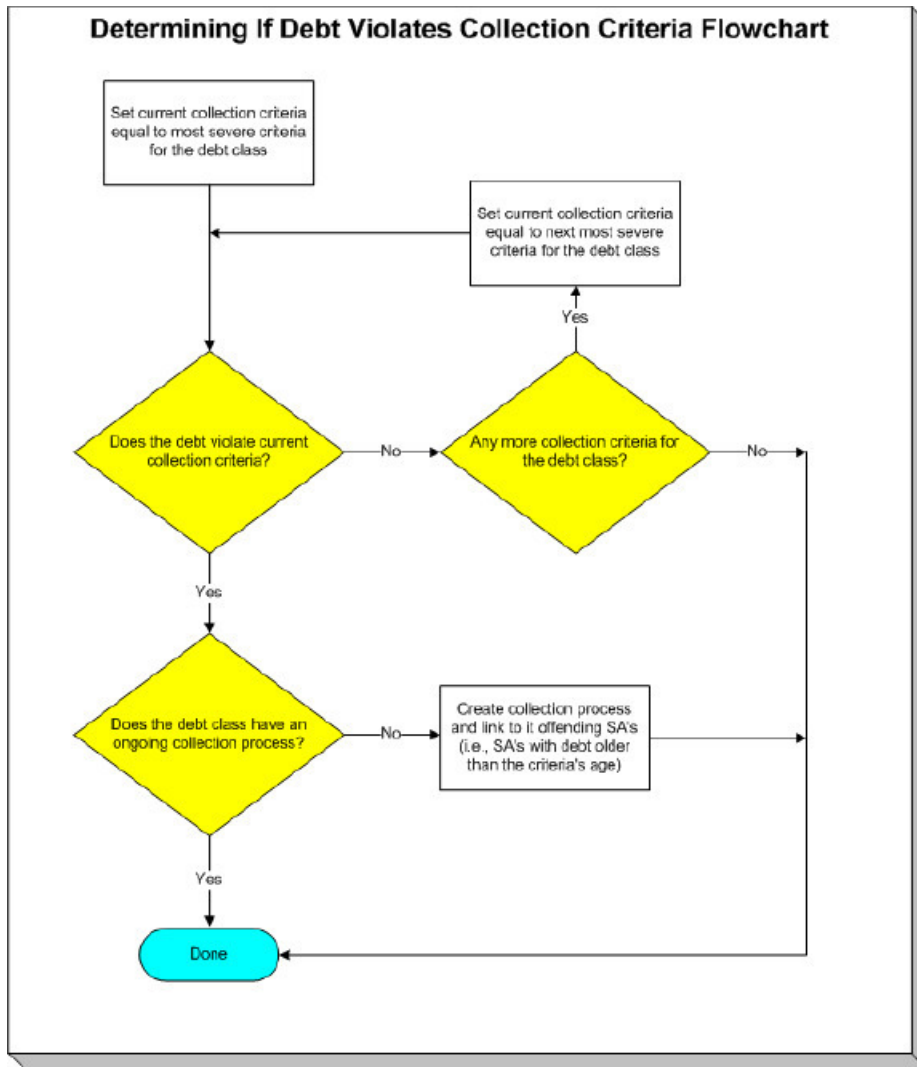 Determining If Debt Violates Collection Criteria Flowchart
Set current collection criteria
equal to most severe criteria
for the debt class
Set current collection criteria
equal to next most severe
criteria for the debt class
Yes
Does the debt violate current
collection criteria?
No
Any more collection criteria for
the debt class?
No
Yes
Does the debt class have an
ongoing collection process?
No
Create collection process
and link to it offending SA's
(i.e., SA's with debt older
than the criteria's age)
Yes
Done